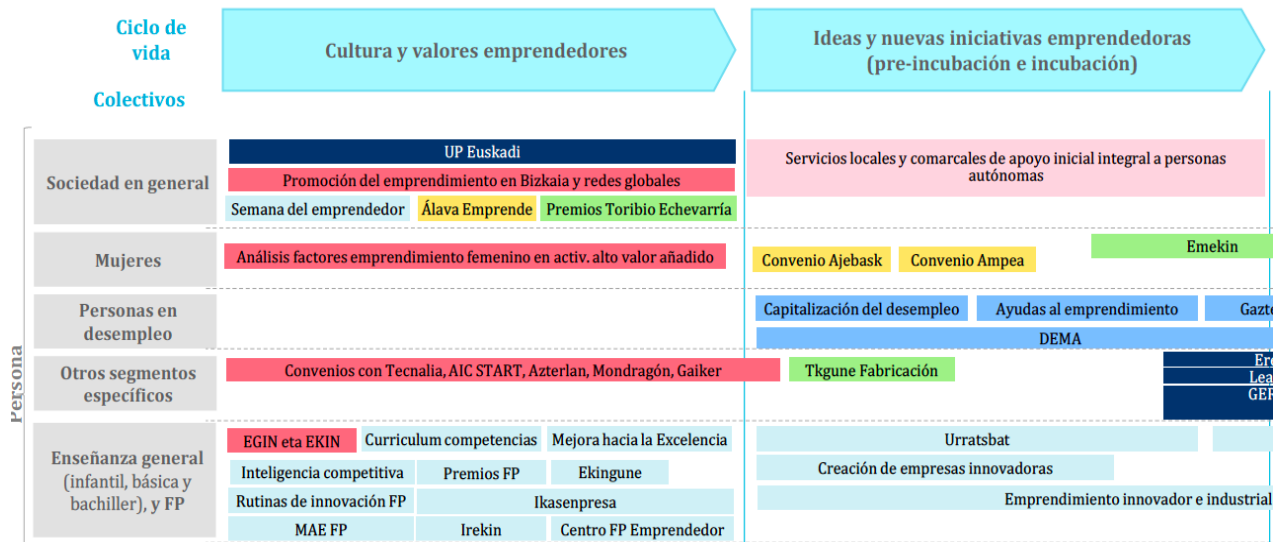 Ciclo de
vida
Cultura y valores emprendedores
Ideas y nuevas iniciativas emprendedoras
(pre-incubación e incubación)
Colectivos
Persona
Sociedad en general
UP Euskadi
Promoción del emprendimiento en Bizkaia y redes globales
Semana del emprendedor
Álava Emprende
Premios Toribio Echevarría
Servicios locales y comarcales de apoyo inicial integral a personas
autónomas
Mujeres
Análisis factores emprendimiento femenino en activ. alto valor añadido
Convenio Ajebask
Convenio Ampea
Emekin
Personas en
desempleo
Capitalización del desempleo
Ayudas al emprendimiento
DEMA
Otros segmentos
específicos
Convenios con Tecnalia, AIC START, Azterlan, Mondragón, Gaiker
Tkgune Fabricación
Enseñanza general
(infantil, básica y
bachiller), y FP
EGIN eta EKIN
Curriculum competencias
Mejora hacia la Excelencia
Inteligencia competitiva
Premios FP
Ekingune
Rutinas de innovación FP
Ikasenpresa
MAE FP
Irekin
Centro FP Emprendedor
Urratsbat
Creación de empresas innovadoras
Emprendimiento innovador e industrial